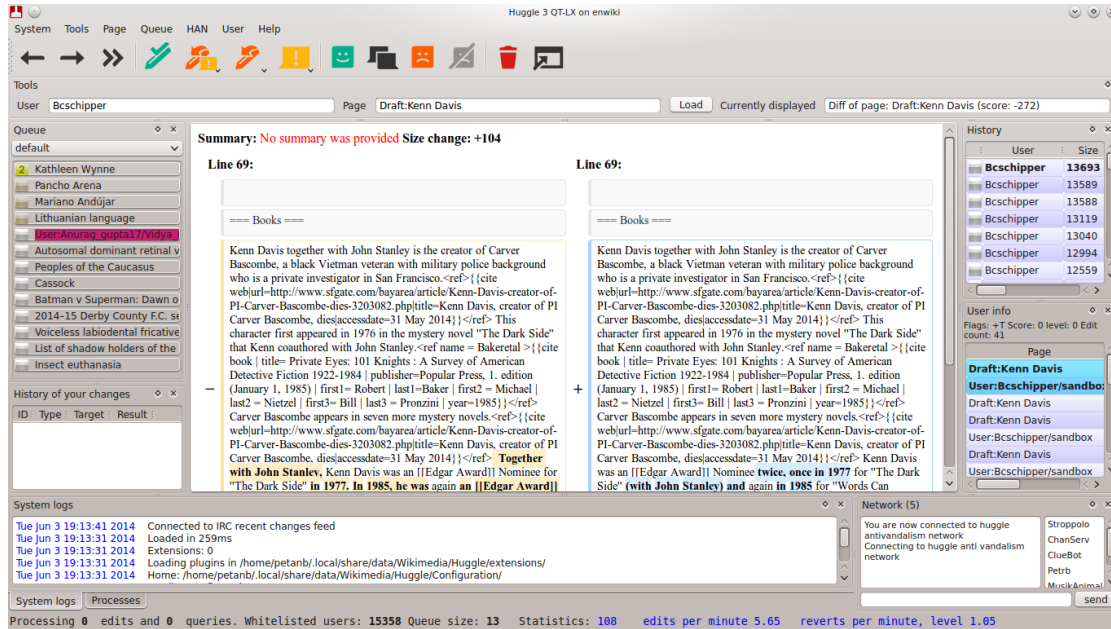 Huggle 3 QT-LX on enwiki
System Tools Page Queue HAN User Help
Tools
User Bcschipper Page Draft:Kenn Davis Load Currently displayed Diff of page: Draft:Kenn Davis (score: -272)
Queue
default
2 Kathleen Wynne
Pancho Arena
Mariano Andújar
Lithuanian language
User:Anurag_gupta17/Vidya_
Autosomal dominant retinal v
Peoples of the Caucasus
Cassock
Batman v Superman: Dawn o
2014–15 Derby County F.C. se
Voiceless labiodental fricative
List of shadow holders of the
Insect euthanasia
History of your changes
ID Type Target Result
Summary: No summary was provided Size change: +104
Line 69:
=== Books ===
Kenn Davis together with John Stanley is the creator of Carver
Bascombe, a black Vietman veteran with military police background
who is a private investigator in San Francisco.<ref>{{cite
web|url=http://www.sfgate.com/bayarea/article/Kenn-Davis-creator-of-
PI-Carver-Bascombe-dies-3203082.php|title=Kenn Davis, creator of PI
Carver Bascombe, dies|accessdate=31 May 2014}}</ref> This
character first appeared in 1976 in the mystery novel "The Dark Side"
that Kenn coauthored with John Stanley.<ref name = Bakeretal >{{cite
book | title= Private Eyes: 101 Knights : A Survey of American
Detective Fiction 1922-1984 | publisher=Popular Press, 1. edition
(January 1, 1985) | first1= Robert | last1=Baker | first2 = Michael |
last2 = Nietzel | first3= Bill | last3 = Pronzini | year=1985}}</ref>
Carver Bascombe appears in seven more mystery novels.<ref>{{cite
web|url=http://www.sfgate.com/bayarea/article/Kenn-Davis-creator-of-
PI-Carver-Bascombe-dies-3203082.php|title=Kenn Davis, creator of PI
Carver Bascombe, dies|accessdate=31 May 2014}}</ref> Together
with John Stanley, Kenn Davis was an [[Edgar Award]] Nominee for
"The Dark Side" in 1977. In 1985, he was again an [[Edgar Award]]
−
Line 69:
=== Books ===
Kenn Davis together with John Stanley is the creator of Carver
Bascombe, a black Vietman veteran with military police background
who is a private investigator in San Francisco.<ref>{{cite
web|url=http://www.sfgate.com/bayarea/article/Kenn-Davis-creator-of-
PI-Carver-Bascombe-dies-3203082.php|title=Kenn Davis, creator of PI
Carver Bascombe, dies|accessdate=31 May 2014}}</ref> This
character first appeared in 1976 in the mystery novel "The Dark Side"
that Kenn coauthored with John Stanley.<ref name = Bakeretal >{{cite
book | title= Private Eyes: 101 Knights : A Survey of American
Detective Fiction 1922-1984 | publisher=Popular Press, 1. edition
(January 1, 1985) | first1= Robert | last1=Baker | first2 = Michael |
last2 = Nietzel | first3= Bill | last3 = Pronzini | year=1985}}</ref>
Carver Bascombe appears in seven more mystery novels.<ref>{{cite
web|url=http://www.sfgate.com/bayarea/article/Kenn-Davis-creator-of-
PI-Carver-Bascombe-dies-3203082.php|title=Kenn Davis, creator of PI
Carver Bascombe, dies|accessdate=31 May 2014}}</ref> Kenn Davis
was an [[Edgar Award]] Nominee twice, once in 1977 for "The Dark
Side" (with John Stanley) and again in 1985 for "Words Can
+
History
User Size
Bcschipper 13693
Bcschipper 13589
Bcschipper 13588
Bcschipper 13119
Bcschipper 13040
Bcschipper 12994
Bcschipper 12559
User info
Flags: +T Score: 0 level: 0 Edit
count: 41
Page
Draft:Kenn Davis
User:Bcschipper/sandbox
Draft:Kenn Davis
Draft:Kenn Davis
User:Bcschipper/sandbox
Draft:Kenn Davis
User:Bcschipper/sandbox
System logs
Tue Jun 3 19:13:41 2014 Connected to IRC recent changes feed
Tue Jun 3 19:13:31 2014 Loaded in 259ms
Tue Jun 3 19:13:31 2014 Extensions: 0
Tue Jun 3 19:13:31 2014 Loading plugins in /home/petanb/.local/share/data/Wikimedia/Huggle/extensions/
Tue Jun 3 19:13:31 2014 Home: /home/petanb/.local/share/data/Wikimedia/Huggle/Configuration/
System logs Processes
Network (5)
You are now connected to huggle
antivandalism network
Connecting to huggle anti vandalism
network
Stroppolo
ChanServ
ClueBot
Petrb
MusikAnimal
send
Processing 0 edits and 0 queries. Whitelisted users: 15358 Queue size: 13 Statistics: 108 edits per minute 5.65 reverts per minute, level 1.05